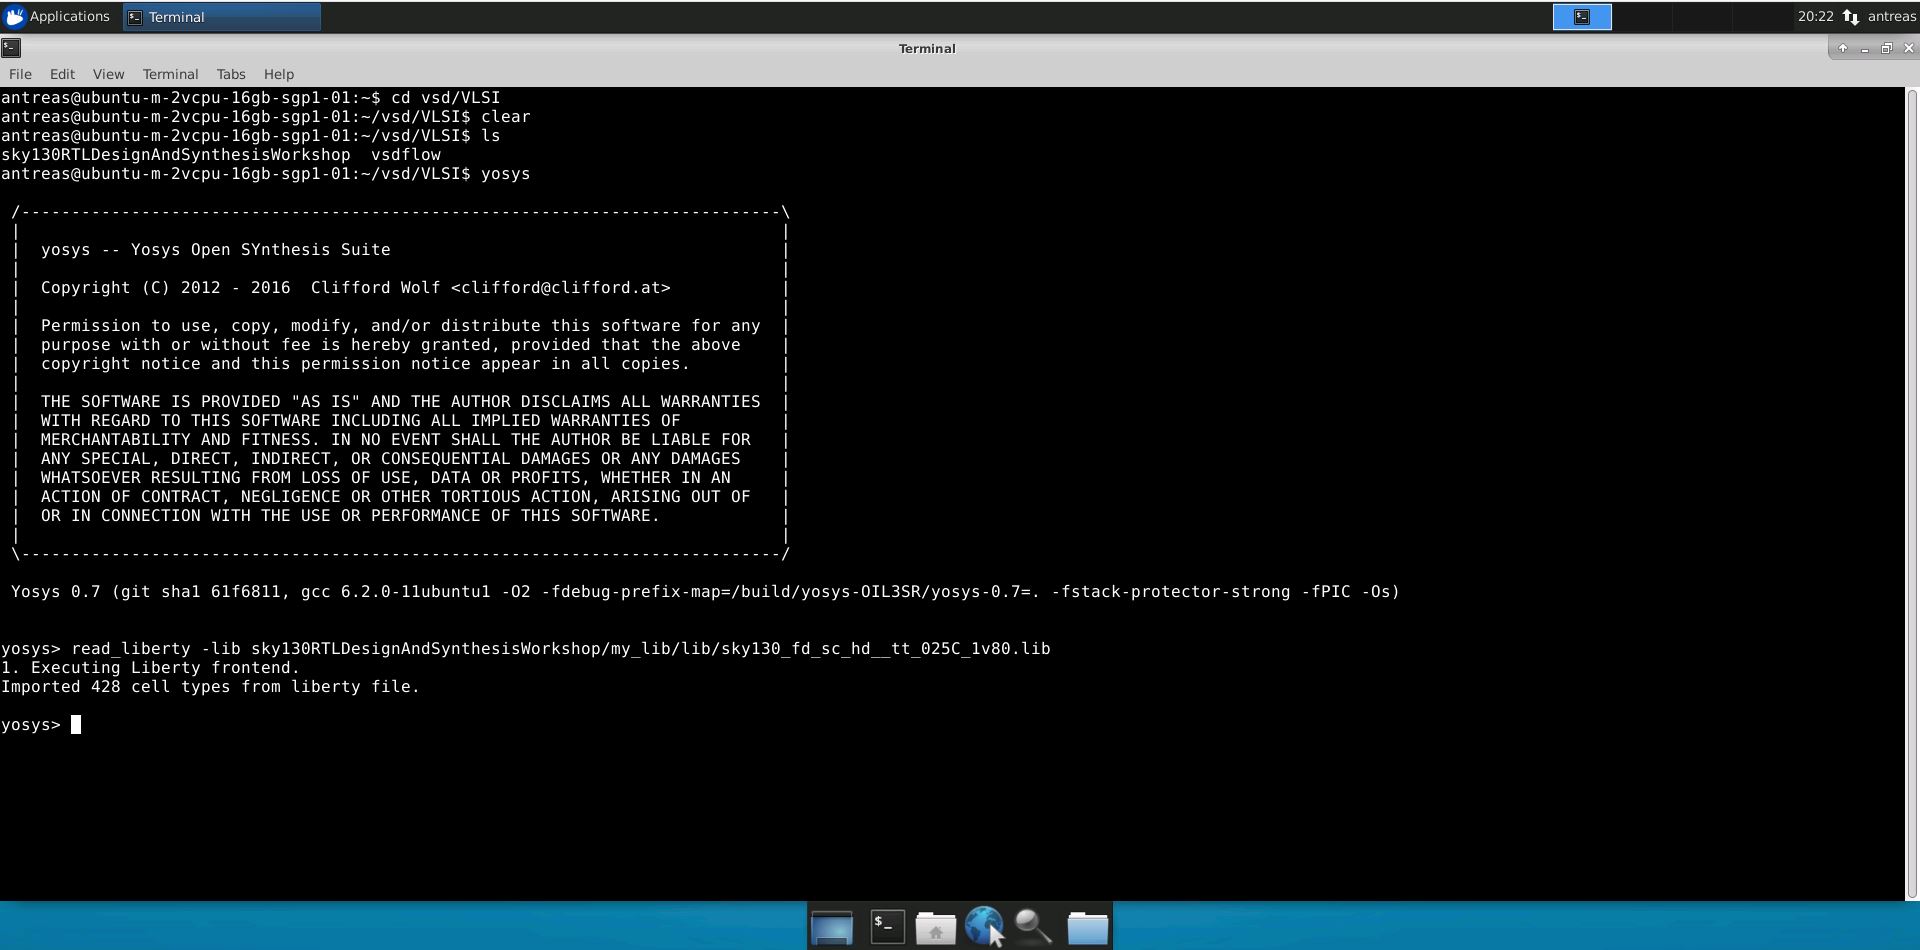 Applications Terminal 20:22 antreas
Terminal
File Edit View Terminal Tabs Help
antreas@ubuntu-m-2vcpu-16gb-sgp1-01:~$ cd vsd/VLSI
antreas@ubuntu-m-2vcpu-16gb-sgp1-01:~/vsd/VLSI$ clear
antreas@ubuntu-m-2vcpu-16gb-sgp1-01:~/vsd/VLSI$ ls
sky130RTLDesignAndSynthesisWorkshop  vsdflow
antreas@ubuntu-m-2vcpu-16gb-sgp1-01:~/vsd/VLSI$ yosys
/----------------------------------------------------------------------------\
|                                                                            |
|  yosys -- Yosys Open SYnthesis Suite                                       |
|                                                                            |
|  Copyright (C) 2012 - 2016  Clifford Wolf <clifford@clifford.at>           |
|                                                                            |
|  Permission to use, copy, modify, and/or distribute this software for any  |
|  purpose with or without fee is hereby granted, provided that the above    |
|  copyright notice and this permission notice appear in all copies.         |
|                                                                            |
|  THE SOFTWARE IS PROVIDED "AS IS" AND THE AUTHOR DISCLAIMS ALL WARRANTIES  |
|  WITH REGARD TO THIS SOFTWARE INCLUDING ALL IMPLIED WARRANTIES OF          |
|  MERCHANTABILITY AND FITNESS. IN NO EVENT SHALL THE AUTHOR BE LIABLE FOR   |
|  ANY SPECIAL, DIRECT, INDIRECT, OR CONSEQUENTIAL DAMAGES OR ANY DAMAGES    |
|  WHATSOEVER RESULTING FROM LOSS OF USE, DATA OR PROFITS, WHETHER IN AN     |
|  ACTION OF CONTRACT, NEGLIGENCE OR OTHER TORTIOUS ACTION, ARISING OUT OF   |
|  OR IN CONNECTION WITH THE USE OR PERFORMANCE OF THIS SOFTWARE.            |
|                                                                            |
\----------------------------------------------------------------------------/
Yosys 0.7 (git sha1 61f6811, gcc 6.2.0-11ubuntu1 -O2 -fdebug-prefix-map=/build/yosys-OIL3SR/yosys-0.7=. -fstack-protector-strong -fPIC -Os)
yosys> read_liberty -lib sky130RTLDesignAndSynthesisWorkshop/my_lib/lib/sky130_fd_sc_hd__tt_025C_1v80.lib
1. Executing Liberty frontend.
Imported 428 cell types from liberty file.
yosys>